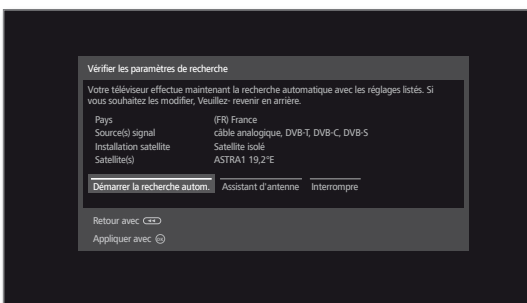 Vérifier les paramètres de recherche
Votre téléviseur effectue maintenant la recherche automatique avec les réglages listés. Si
vous souhaitez les modifier, Veuillez- revenir en arrière.
Pays (FR) France
Source(s) signal câble analogique, DVB-T, DVB-C, DVB-S
Installation satellite Satellite isolé
Satellite(s) ASTRA1 19,2°E
Démarrer la recherche autom. Assistant d'antenne Interrompre
Retour avec
Appliquer avec OK